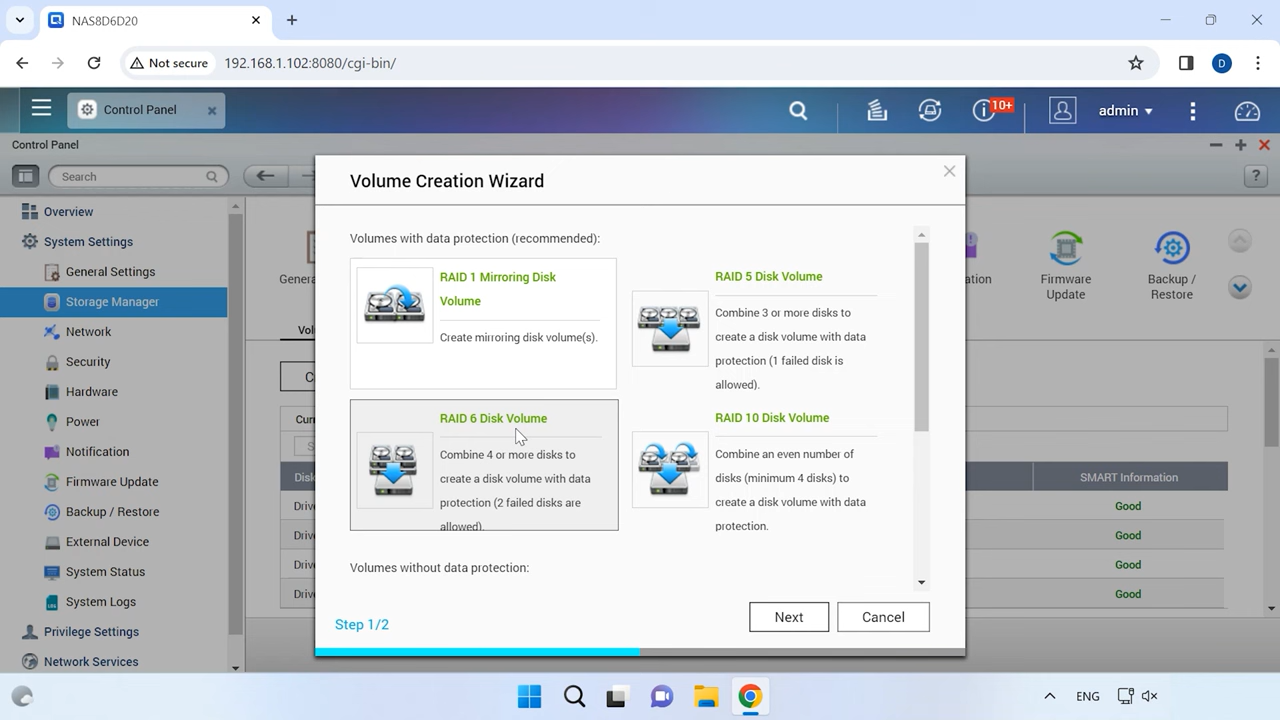 NAS8D6D20
Not secure
192.168.1.102:8080/cgi-bin/
D
Control Panel
10+
admin
Control Panel
Search
?
Overview
System Settings
General Settings
Storage Manager
Network
Security
Hardware
Power
Notification
Firmware Update
Backup / Restore
External Device
System Status
System Logs
Privilege Settings
Network Services
Firmware
Update
Backup /
Restore
SMART Information
Good
Good
Good
Good
Volume Creation Wizard
Volumes with data protection (recommended):
RAID 1 Mirroring Disk
Volume
Create mirroring disk volume(s).
RAID 5 Disk Volume
Combine 3 or more disks to
create a disk volume with data
protection (1 failed disk is
allowed).
RAID 6 Disk Volume
Combine 4 or more disks to
create a disk volume with data
protection (2 failed disks are
allowed).
RAID 10 Disk Volume
Combine an even number of
disks (minimum 4 disks) to
create a disk volume with data
protection.
Volumes without data protection:
Step 1/2
Next
Cancel
ENG